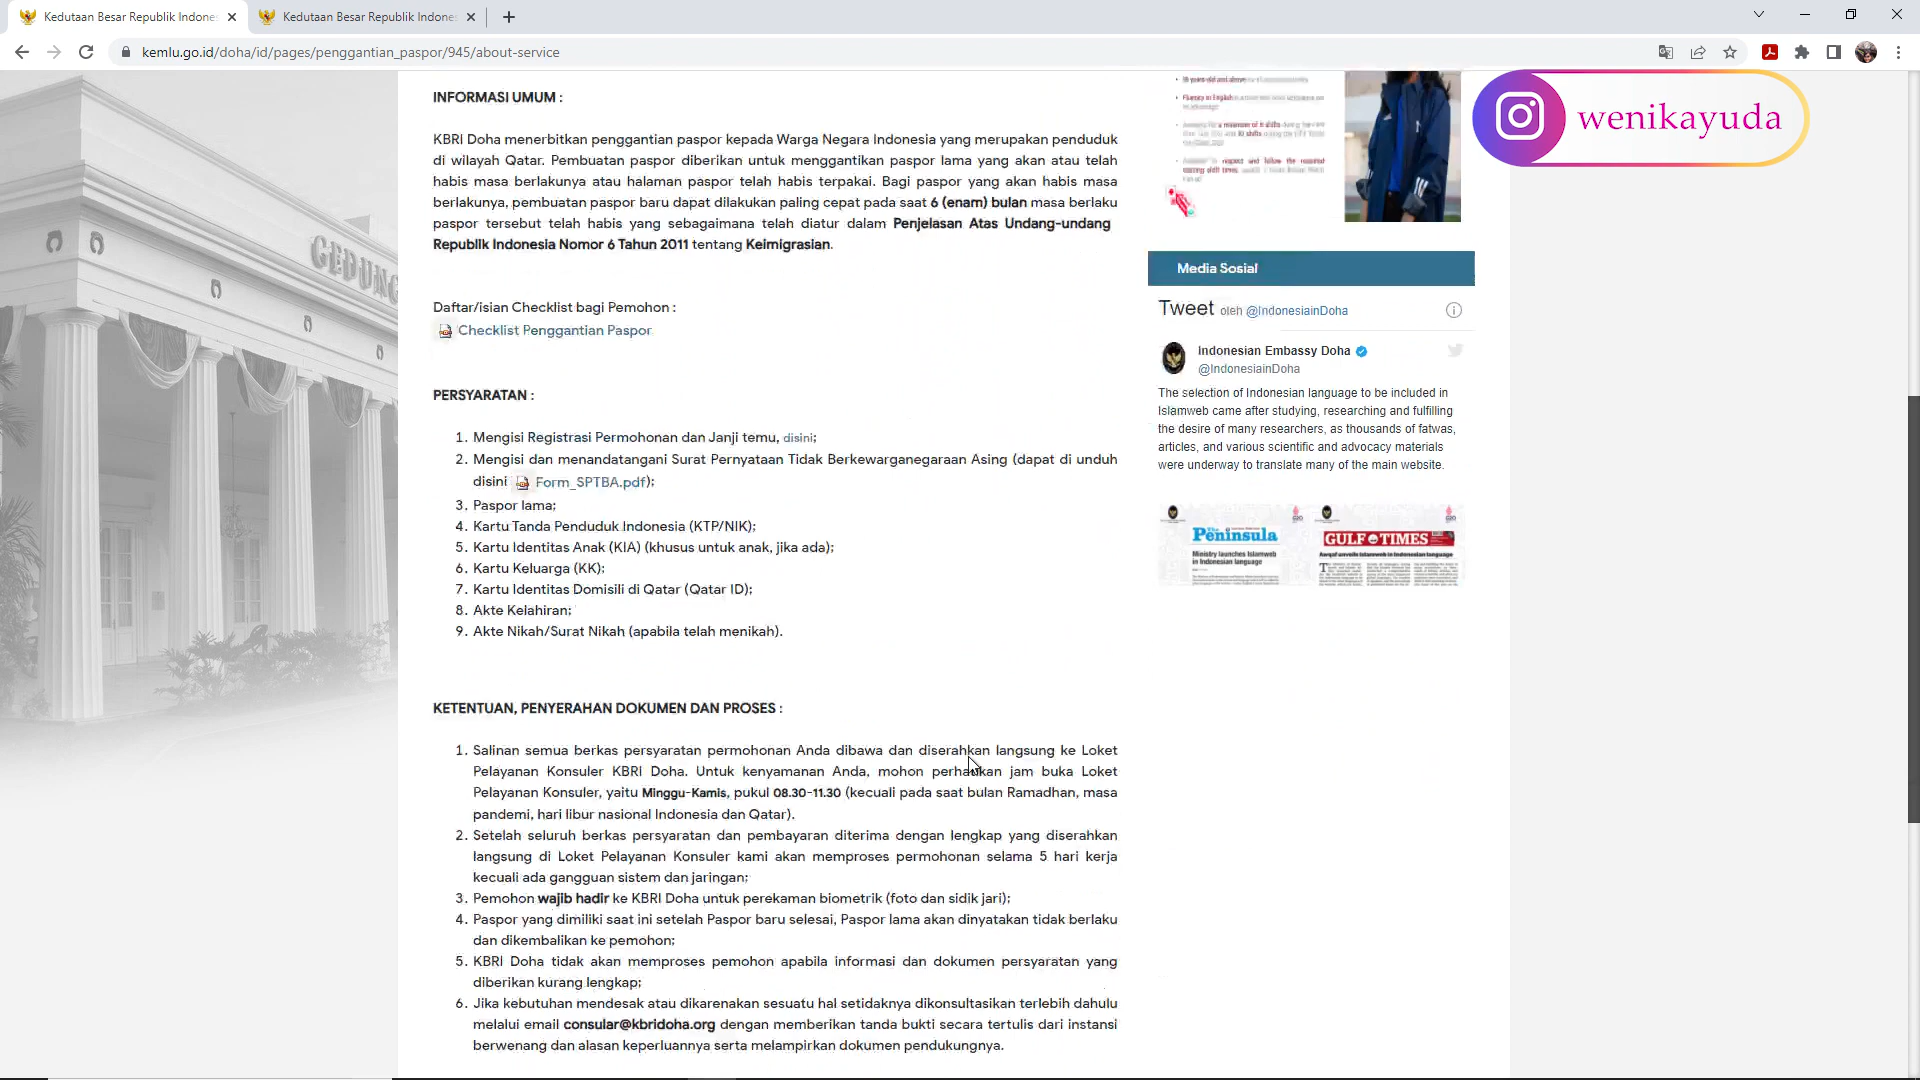 Kedutaan Besar Republik Indones
Kedutaan Besar Republik Indones
kemlu.go.id/doha/id/pages/penggantian_paspor/945/about-service
wenikayuda
GEDUNG
INFORMASI UMUM :
KBRI Doha menerbitkan penggantian paspor kepada Warga Negara Indonesia yang merupakan penduduk
di wilayah Qatar. Pembuatan paspor diberikan untuk menggantikan paspor lama yang akan atau telah
habis masa berlakunya atau halaman paspor telah habis terpakai. Bagi paspor yang akan habis masa
berlakunya, pembuatan paspor baru dapat dilakukan paling cepat pada saat 6 (enam) bulan masa berlaku
paspor tersebut telah habis yang sebagaimana telah diatur dalam Penjelasan Atas Undang-undang
Republik Indonesia Nomor 6 Tahun 2011 tentang Keimigrasian.
Daftar/isian Checklist bagi Pemohon :
Checklist Penggantian Paspor
PERSYARATAN :
1. Mengisi Registrasi Permohonan dan Janji temu, disini;
2. Mengisi dan menandatangani Surat Pernyataan Tidak Berkewarganegaraan Asing (dapat di unduh
disini Form_SPTBA.pdf);
3. Paspor lama;
4. Kartu Tanda Penduduk Indonesia (KTP/NIK);
5. Kartu Identitas Anak (KIA) (khusus untuk anak, jika ada);
6. Kartu Keluarga (KK);
7. Kartu Identitas Domisili di Qatar (Qatar ID);
8. Akte Kelahiran;
9. Akte Nikah/Surat Nikah (apabila telah menikah).
KETENTUAN, PENYERAHAN DOKUMEN DAN PROSES :
1. Salinan semua berkas persyaratan permohonan Anda dibawa dan diserahkan langsung ke Loket
Pelayanan Konsuler KBRI Doha. Untuk kenyamanan Anda, mohon perhatikan jam buka Loket
Pelayanan Konsuler, yaitu Minggu-Kamis, pukul 08.30-11.30 (kecuali pada saat bulan Ramadhan, masa
pandemi, hari libur nasional Indonesia dan Qatar).
2. Setelah seluruh berkas persyaratan dan pembayaran diterima dengan lengkap yang diserahkan
langsung di Loket Pelayanan Konsuler kami akan memproses permohonan selama 5 hari kerja
kecuali ada gangguan sistem dan jaringan;
3. Pemohon wajib hadir ke KBRI Doha untuk perekaman biometrik (foto dan sidik jari);
4. Paspor yang dimiliki saat ini setelah Paspor baru selesai, Paspor lama akan dinyatakan tidak berlaku
dan dikembalikan ke pemohon;
5. KBRI Doha tidak akan memproses pemohon apabila informasi dan dokumen persyaratan yang
diberikan kurang lengkap;
6. Jika kebutuhan mendesak atau dikarenakan sesuatu hal setidaknya dikonsultasikan terlebih dahulu
melalui email consular@kbridoha.org dengan memberikan tanda bukti secara tertulis dari instansi
berwenang dan alasan keperluannya serta melampirkan dokumen pendukungnya.
Media Sosial
Tweet oleh @IndonesiainDoha
Indonesian Embassy Doha
@IndonesiainDoha
The selection of Indonesian language to be included in
Islamweb came after studying, researching and fulfilling
the desire of many researchers, as thousands of fatwas,
articles, and various scientific and advocacy materials
were underway to translate many of the main website.
The
Peninsula
Ministry launches Islamweb
in Indonesian language
GULF TIMES
Awqaf unveils Islamweb in Indonesian language